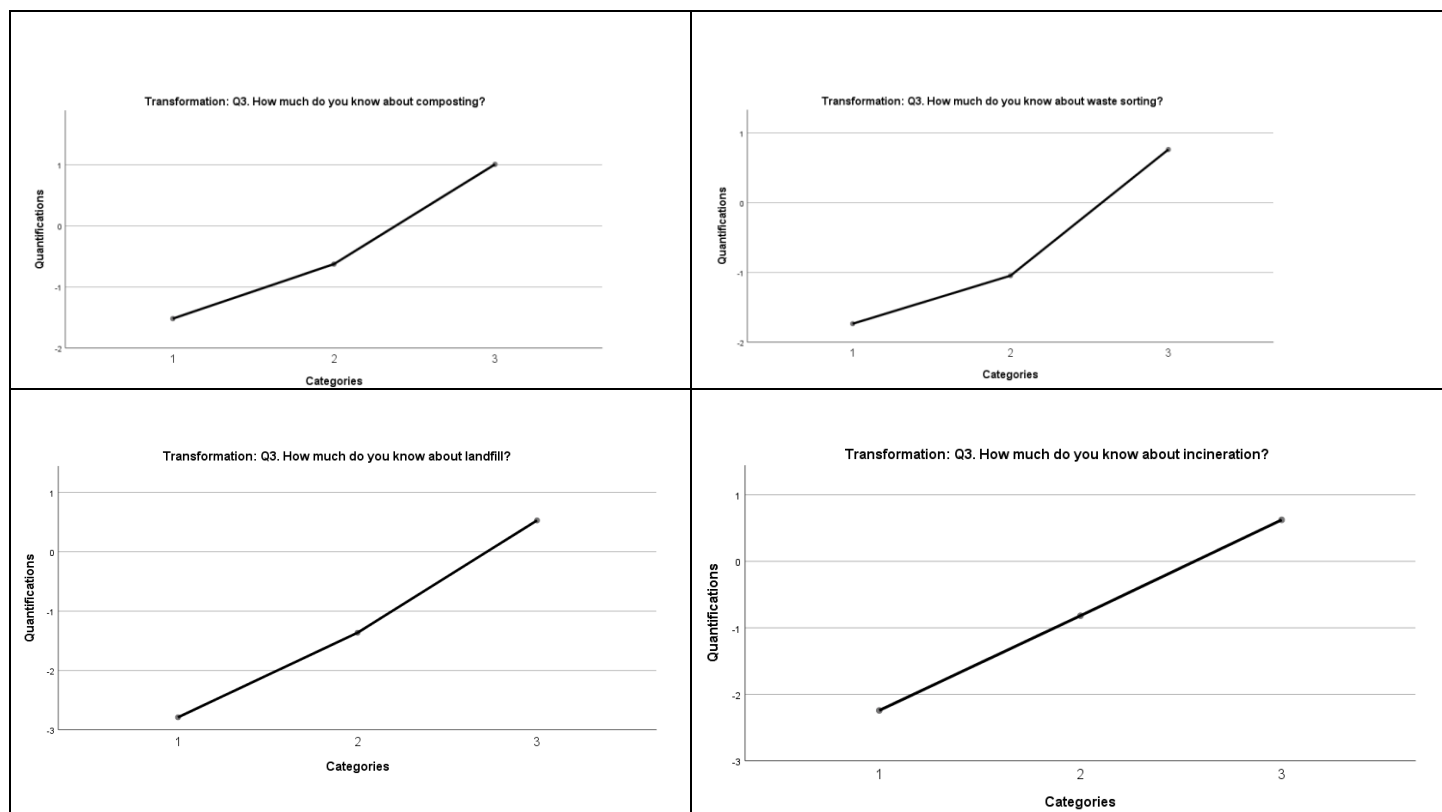 Transformation: Q3. How much do you know about composting?
Quantifications
1
0
-1
-2
1 2 3
Categories
Transformation: Q3. How much do you know about waste sorting?
Quantifications
1
0
-1
-2
1 2 3
Categories
Transformation: Q3. How much do you know about landfill?
Quantifications
1
0
-1
-2
-3
1 2 3
Categories
Transformation: Q3. How much do you know about incineration?
Quantifications
1
0
-1
-2
-3
1 2 3
Categories